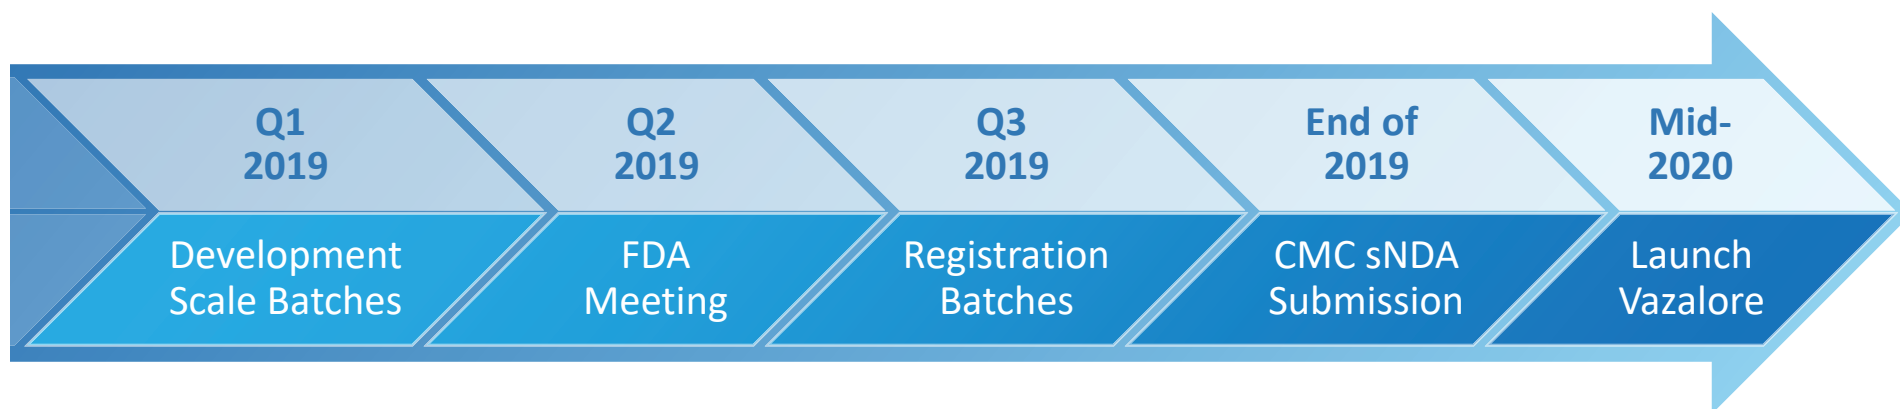 Q1
2019
Q2
2019
Q3
2019
End of
2019
Mid-
2020
Development
Scale Batches
FDA
Meeting
Registration
Batches
CMC sNDA
Submission
Launch
Vazalore